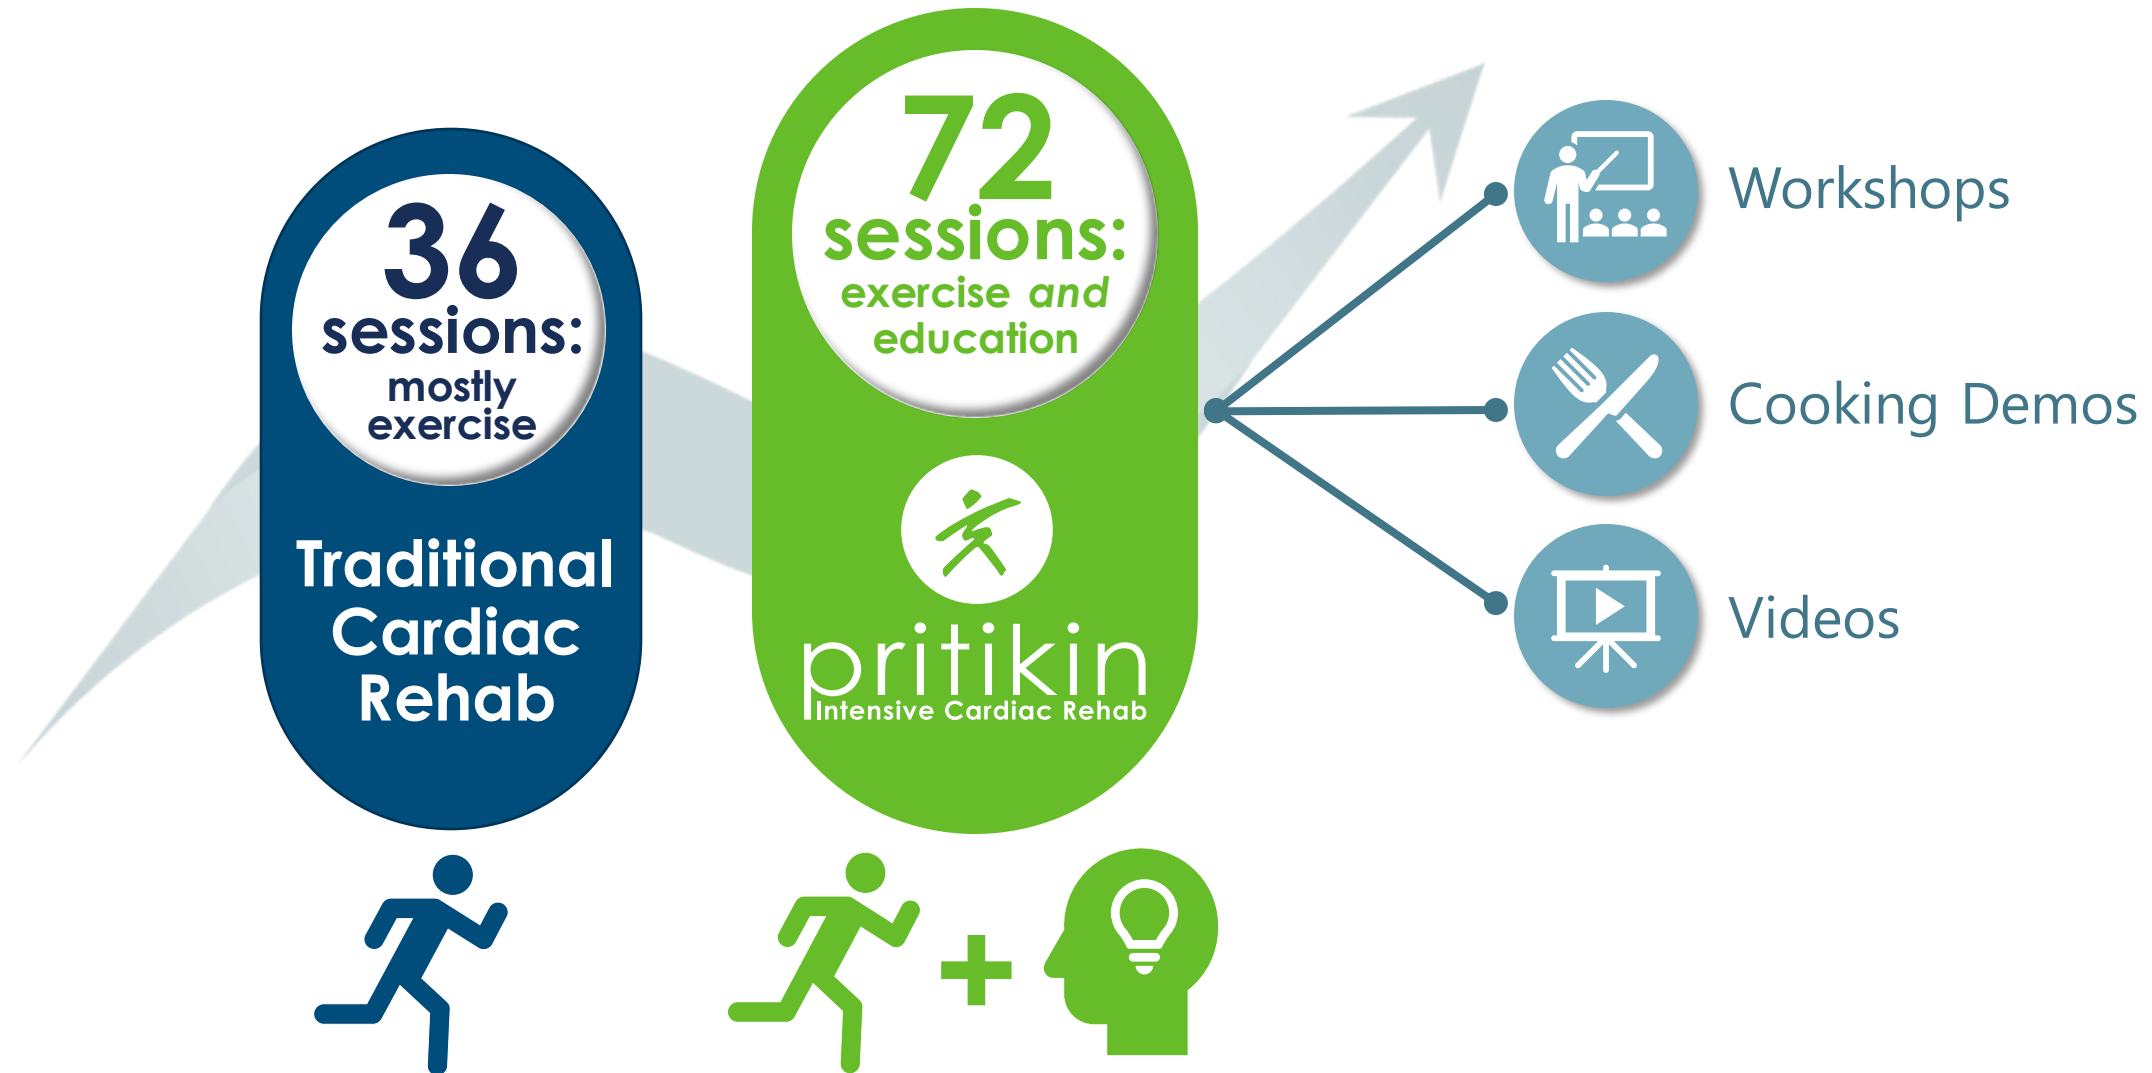 36
sessions:
mostly
exercise
Traditional
Cardiac
Rehab
72
sessions:
exercise and
education
pritikin
Intensive Cardiac Rehab
Workshops
Cooking Demos
Videos